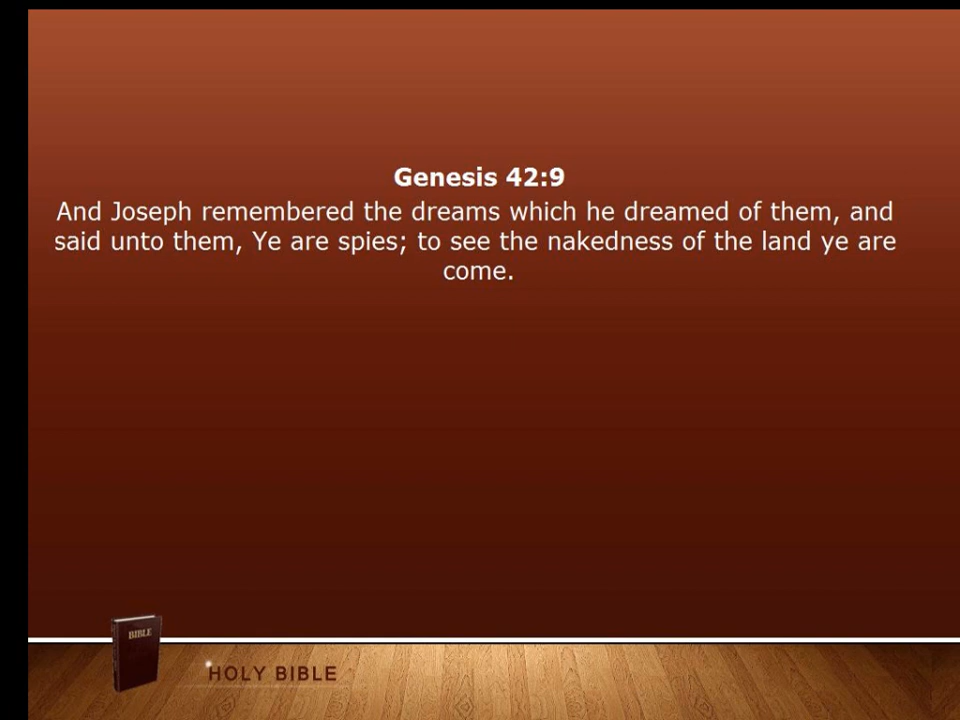 Genesis 42:9
And Joseph remembered the dreams which he dreamed of them, and
said unto them, Ye are spies; to see the nakedness of the land ye are
come.
BIBLE
HOLY BIBLE